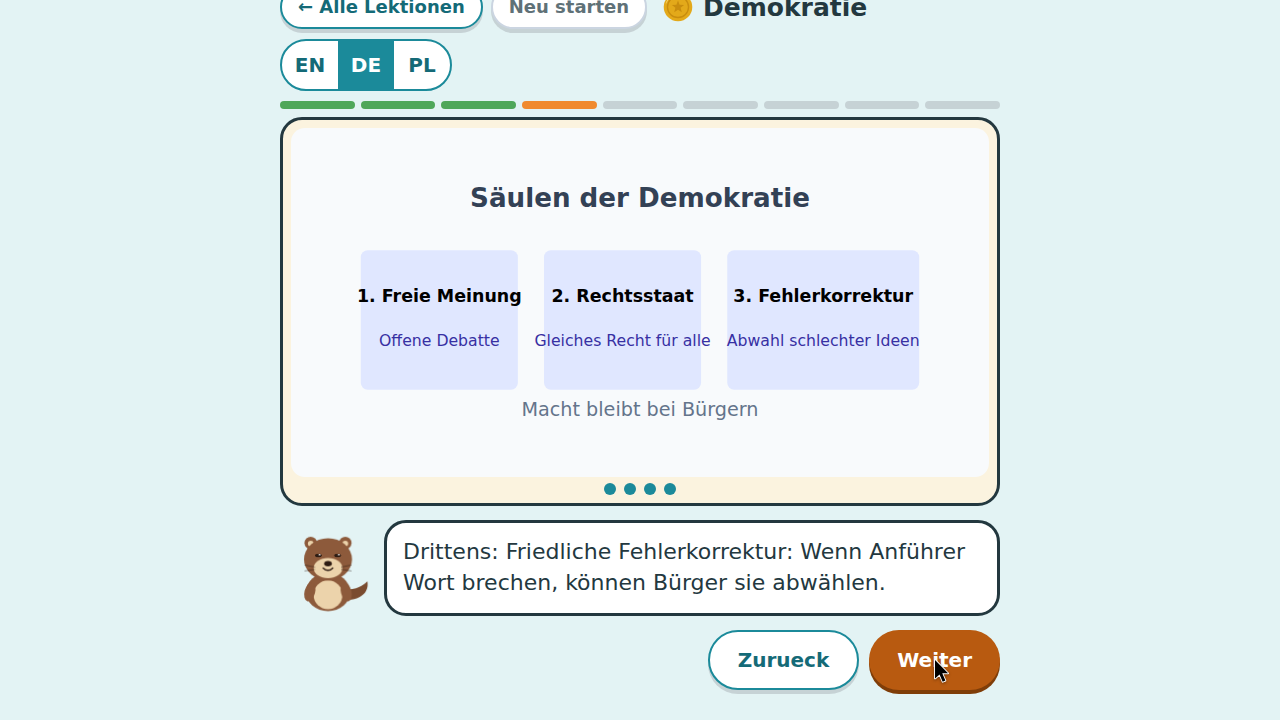 ← Alle Lektionen
Neu starten
Demokratie
EN DE PL
Säulen der Demokratie
1. Freie Meinung
Offene Debatte
2. Rechtsstaat
Gleiches Recht für alle
3. Fehlerkorrektur
Abwahl schlechter Ideen
Macht bleibt bei Bürgern
Drittens: Friedliche Fehlerkorrektur: Wenn Anführer
Wort brechen, können Bürger sie abwählen.
Zurueck
Weiter